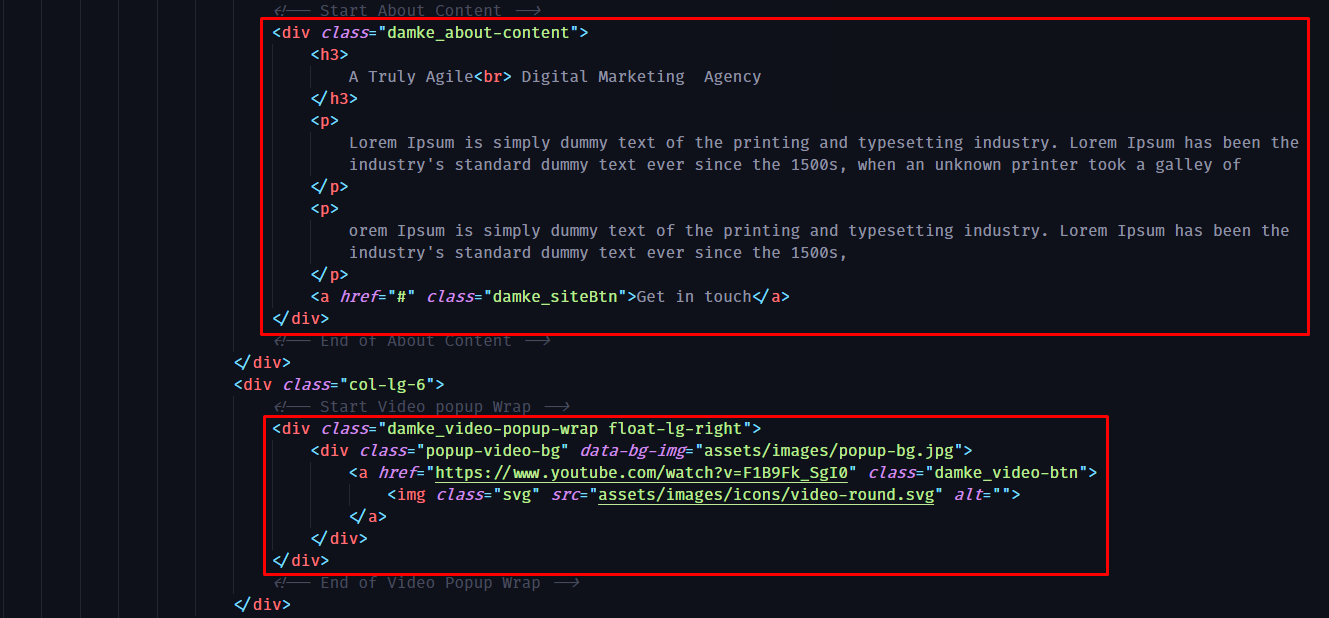 <!-- Start About Content -->
<div class="damke_about-content">
<h3>
A Truly Agile<br> Digital Marketing  Agency
</h3>
<p>
Lorem Ipsum is simply dummy text of the printing and typesetting industry. Lorem Ipsum has been the
industry's standard dummy text ever since the 1500s, when an unknown printer took a galley of
</p>
<p>
orem Ipsum is simply dummy text of the printing and typesetting industry. Lorem Ipsum has been the
industry's standard dummy text ever since the 1500s,
</p>
<a href="#" class="damke_siteBtn">Get in touch</a>
</div>
<!-- End of About Content -->
</div>
<div class="col-lg-6">
<!-- Start Video popup Wrap -->
<div class="damke_video-popup-wrap float-lg-right">
<div class="popup-video-bg" data-bg-img="assets/images/popup-bg.jpg">
<a href="https://www.youtube.com/watch?v=F1B9Fk_SgI0" class="damke_video-btn">
<img class="svg" src="assets/images/icons/video-round.svg" alt="">
</a>
</div>
</div>
<!-- End of Video Popup Wrap -->
</div>